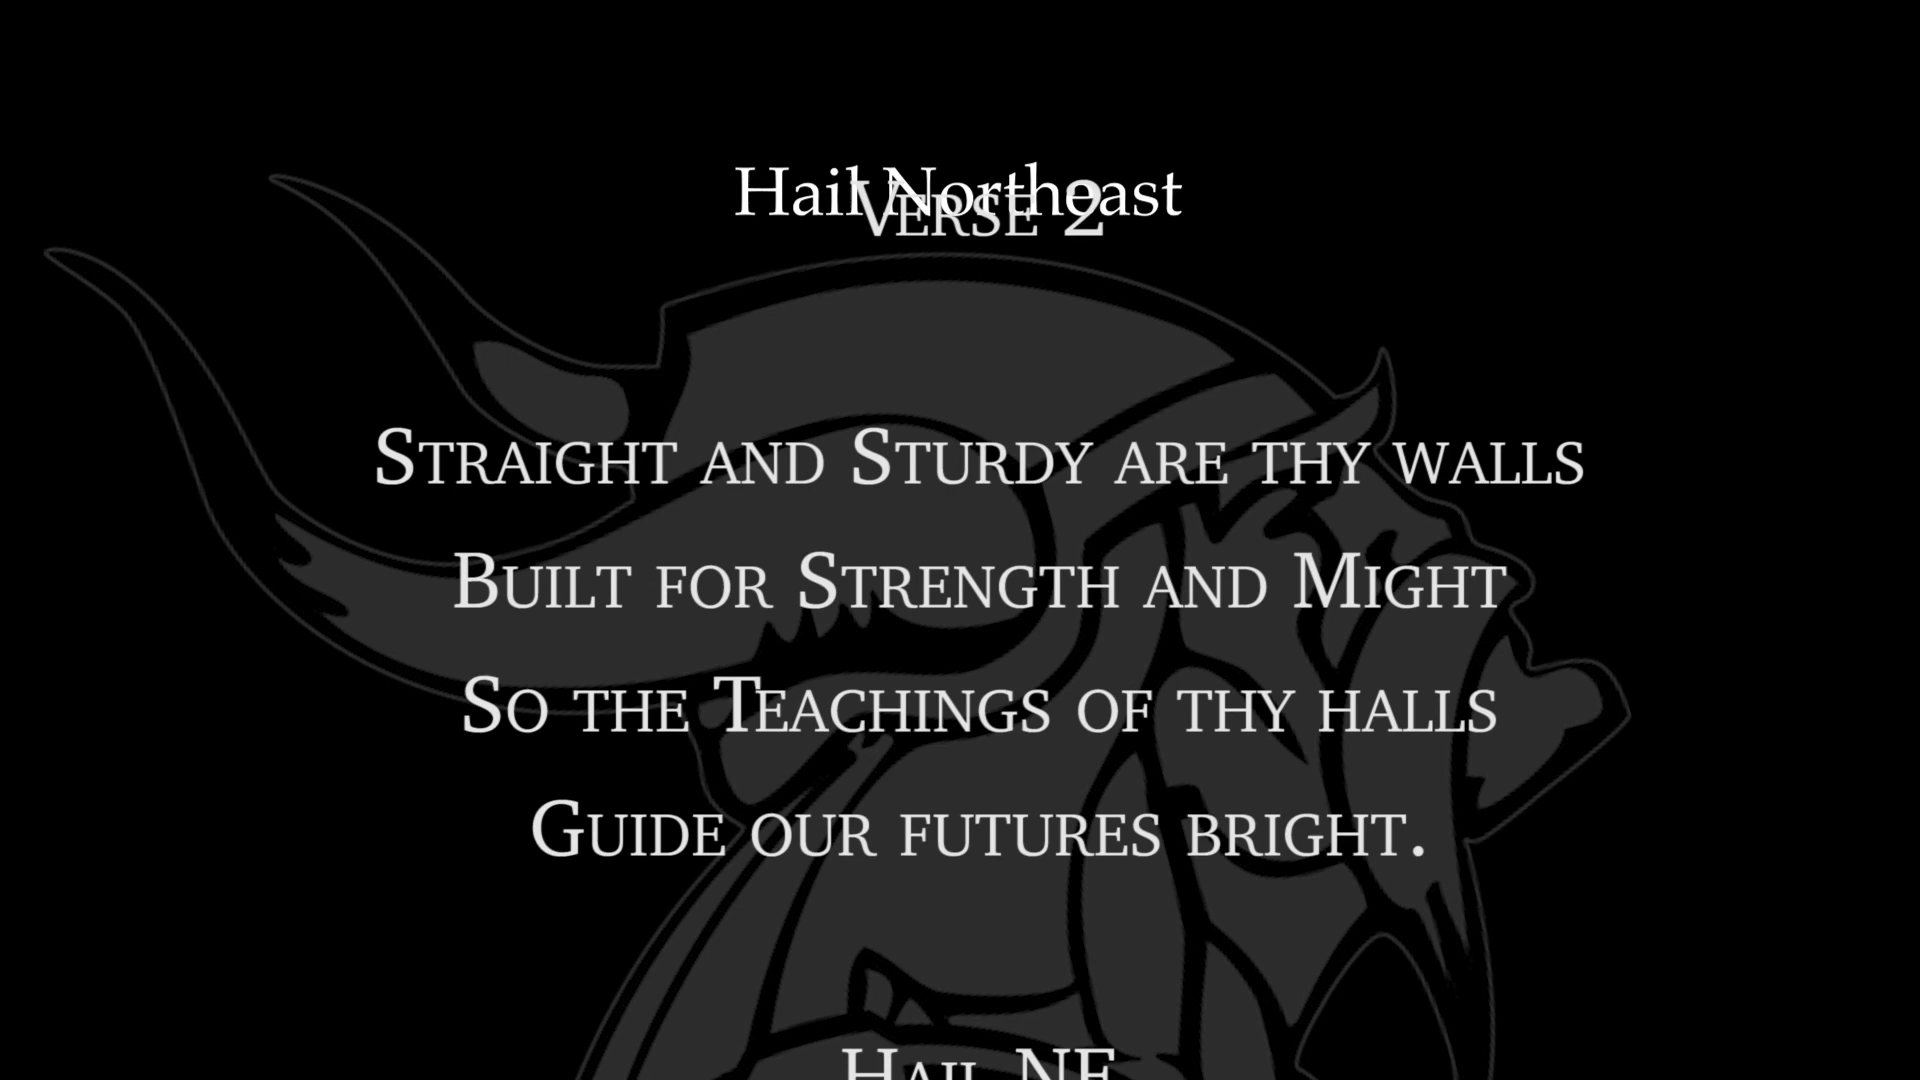 Hail Northeast
Verse 2
Straight and Sturdy are thy walls
Built for Strength and Might
So the Teachings of thy halls
Guide our futures bright.
Hail NE